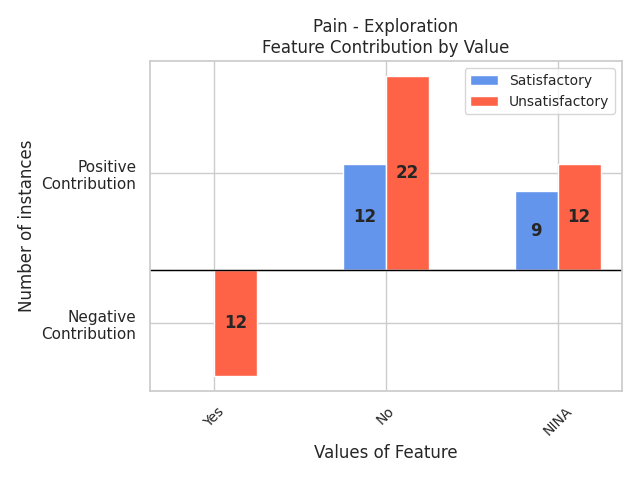 Pain - Exploration
Feature Contribution by Value
Satisfactory
Unsatisfactory
Number of instances
Positive
Contribution
Negative
Contribution
12
22
9
12
12
Yes
No
NINA
Values of Feature